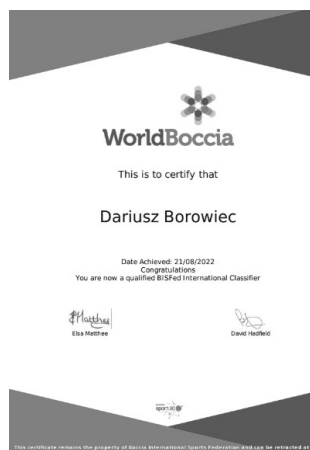 WorldBoccia
This is to certify that
Dariusz Borowiec
Date Achieved: 21/08/2022
Congratulations
You are now a qualified BISFed International Classifier
Elsa Matthee
David Hadfield
sport:80
This certificate remains the property of Boccia International Sports Federation and can be retracted at